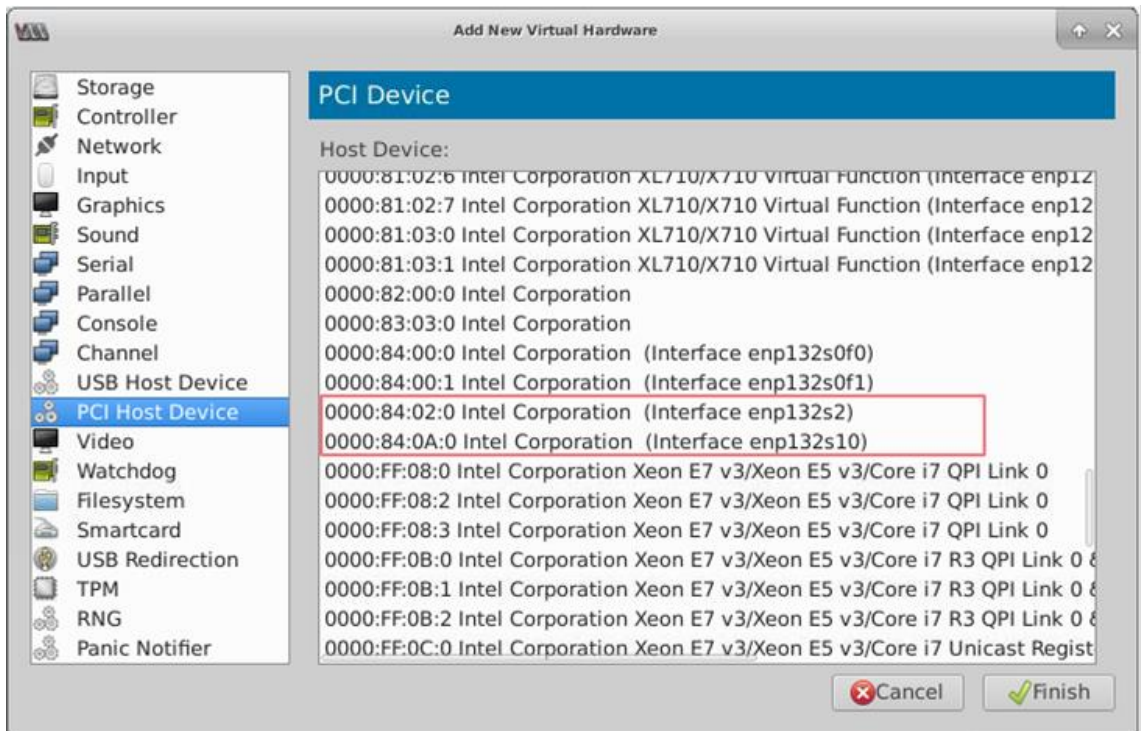 Add New Virtual Hardware
Storage
Controller
Network
Input
Graphics
Sound
Serial
Parallel
Console
Channel
USB Host Device
PCI Host Device
Video
Watchdog
Filesystem
Smartcard
USB Redirection
TPM
RNG
Panic Notifier
PCI Device
Host Device:
0000:81:02:6 Intel Corporation XL710/X710 Virtual Function (Interface enp12
0000:81:02:7 Intel Corporation XL710/X710 Virtual Function (Interface enp12
0000:81:03:0 Intel Corporation XL710/X710 Virtual Function (Interface enp12
0000:81:03:1 Intel Corporation XL710/X710 Virtual Function (Interface enp12
0000:82:00:0 Intel Corporation
0000:83:03:0 Intel Corporation
0000:84:00:0 Intel Corporation (Interface enp132s0f0)
0000:84:00:1 Intel Corporation (Interface enp132s0f1)
0000:84:02:0 Intel Corporation (Interface enp132s2)
0000:84:0A:0 Intel Corporation (Interface enp132s10)
0000:FF:08:0 Intel Corporation Xeon E7 v3/Xeon E5 v3/Core i7 QPI Link 0
0000:FF:08:2 Intel Corporation Xeon E7 v3/Xeon E5 v3/Core i7 QPI Link 0
0000:FF:08:3 Intel Corporation Xeon E7 v3/Xeon E5 v3/Core i7 QPI Link 0
0000:FF:0B:0 Intel Corporation Xeon E7 v3/Xeon E5 v3/Core i7 R3 QPI Link 0 &
0000:FF:0B:1 Intel Corporation Xeon E7 v3/Xeon E5 v3/Core i7 R3 QPI Link 0 &
0000:FF:0B:2 Intel Corporation Xeon E7 v3/Xeon E5 v3/Core i7 R3 QPI Link 0 &
0000:FF:0C:0 Intel Corporation Xeon E7 v3/Xeon E5 v3/Core i7 Unicast Regist
Cancel
Finish